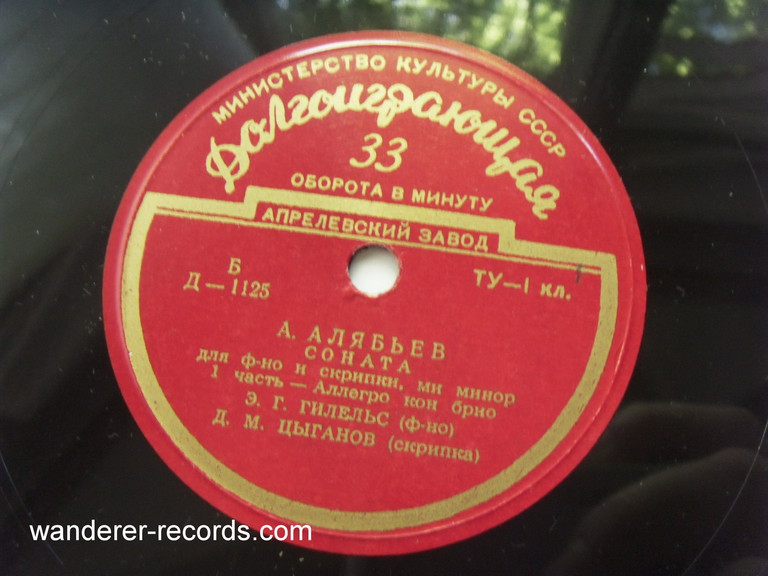 МИНИСТЕРСТВО КУЛЬТУРЫ СССР
Долгоиграющая
33
ОБОРОТА В МИНУТУ
АПРЕЛЕВСКИЙ ЗАВОД
Б
Д — 1125
ТУ—1 кл.
А. АЛЯБЬЕВ
СОНАТА
для ф-но и скрипки, ми минор
1 часть — Аллегро кон брио
Э. Г. ГИЛЕЛЬС (ф-но)
Д. М. ЦЫГАНОВ (скрипка)
wanderer-records.com